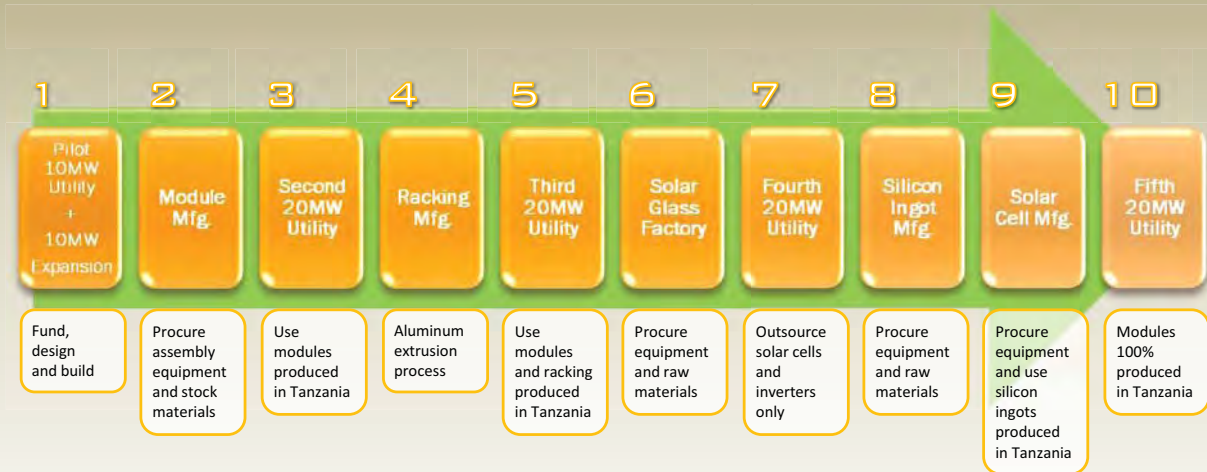 1
2
3
4
5
6
7
8
9
10
Pilot
10MW
Utility
+
10MW
Expansion
Module
Mfg.
Second
20MW
Utility
Racking
Mfg.
Third
20MW
Utility
Solar
Glass
Factory
Fourth
20MW
Utility
Silicon
Ingot
Mfg.
Solar
Cell Mfg.
Fifth
20MW
Utility
Fund,
design
and build
Procure
assembly
equipment
and stock
materials
Use
modules
produced
in Tanzania
Aluminum
extrusion
process
Use
modules
and racking
produced
in Tanzania
Procure
equipment
and raw
materials
Outsource
solar cells
and
inverters
only
Procure
equipment
and raw
materials
Procure
equipment
and use
silicon
ingots
produced
in Tanzania
Modules
100%
produced
in Tanzania